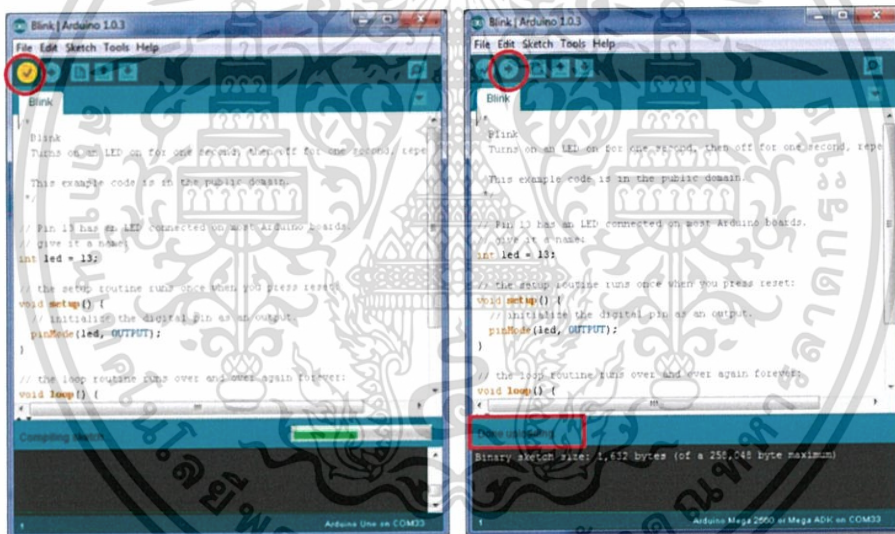 Blink | Arduino 1.0.3
File Edit Sketch Tools Help
Blink
/*
Blink
Turns on an LED on for one second, then off for one second, repe
This example code is in the public domain.
*/
// Pin 13 has an LED connected on most Arduino boards.
// give it a name:
int led = 13;
// the setup routine runs once when you press reset:
void setup() {
// initialize the digital pin as an output.
pinMode(led, OUTPUT);
}
// the loop routine runs over and over again forever:
void loop() {
Compiling sketch
1
Arduino Uno on COM33
Blink | Arduino 1.0.3
File Edit Sketch Tools Help
Blink
/*
Blink
Turns on an LED on for one second, then off for one second, repe
This example code is in the public domain.
*/
// Pin 13 has an LED connected on most Arduino boards.
// give it a name:
int led = 13;
// the setup routine runs once when you press reset:
void setup() {
// initialize the digital pin as an output.
pinMode(led, OUTPUT);
}
// the loop routine runs over and over again forever:
void loop() {
Done uploading
Binary sketch size: 1,632 bytes (of a 258,048 byte maximum)
1
Arduino Mega 2560 or Mega ADK on COM33